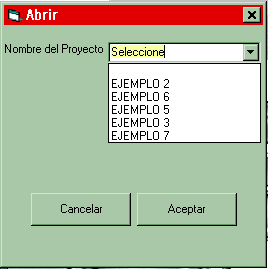 Abrir
Nombre del Proyecto Seleccione
EJEMPLO 2
EJEMPLO 6
EJEMPLO 5
EJEMPLO 3
EJEMPLO 7
Cancelar Aceptar